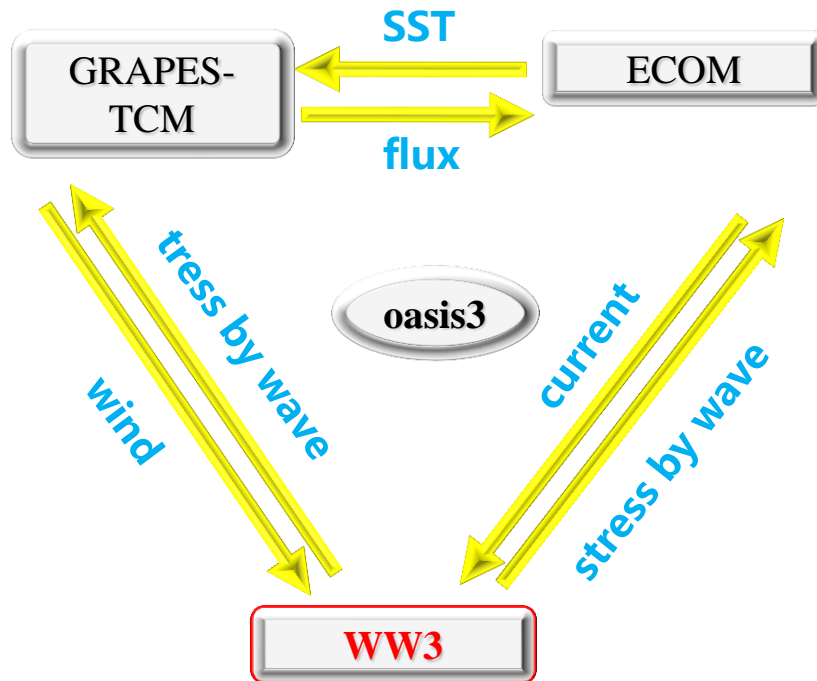 SST
GRAPES-
TCM
ECOM
flux
tress by wave
wind
oasis3
current
stress by wave
WW3